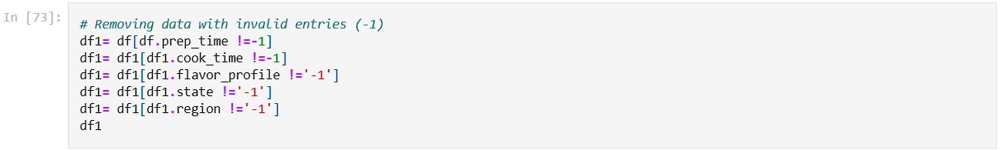 In [73]:
# Removing data with invalid entries (-1)
df1= df[df.prep_time !=-1]
df1= df1[df1.cook_time !=-1]
df1= df1[df1.flavor_profile !='-1']
df1= df1[df1.state !='-1']
df1= df1[df1.region !='-1']
df1